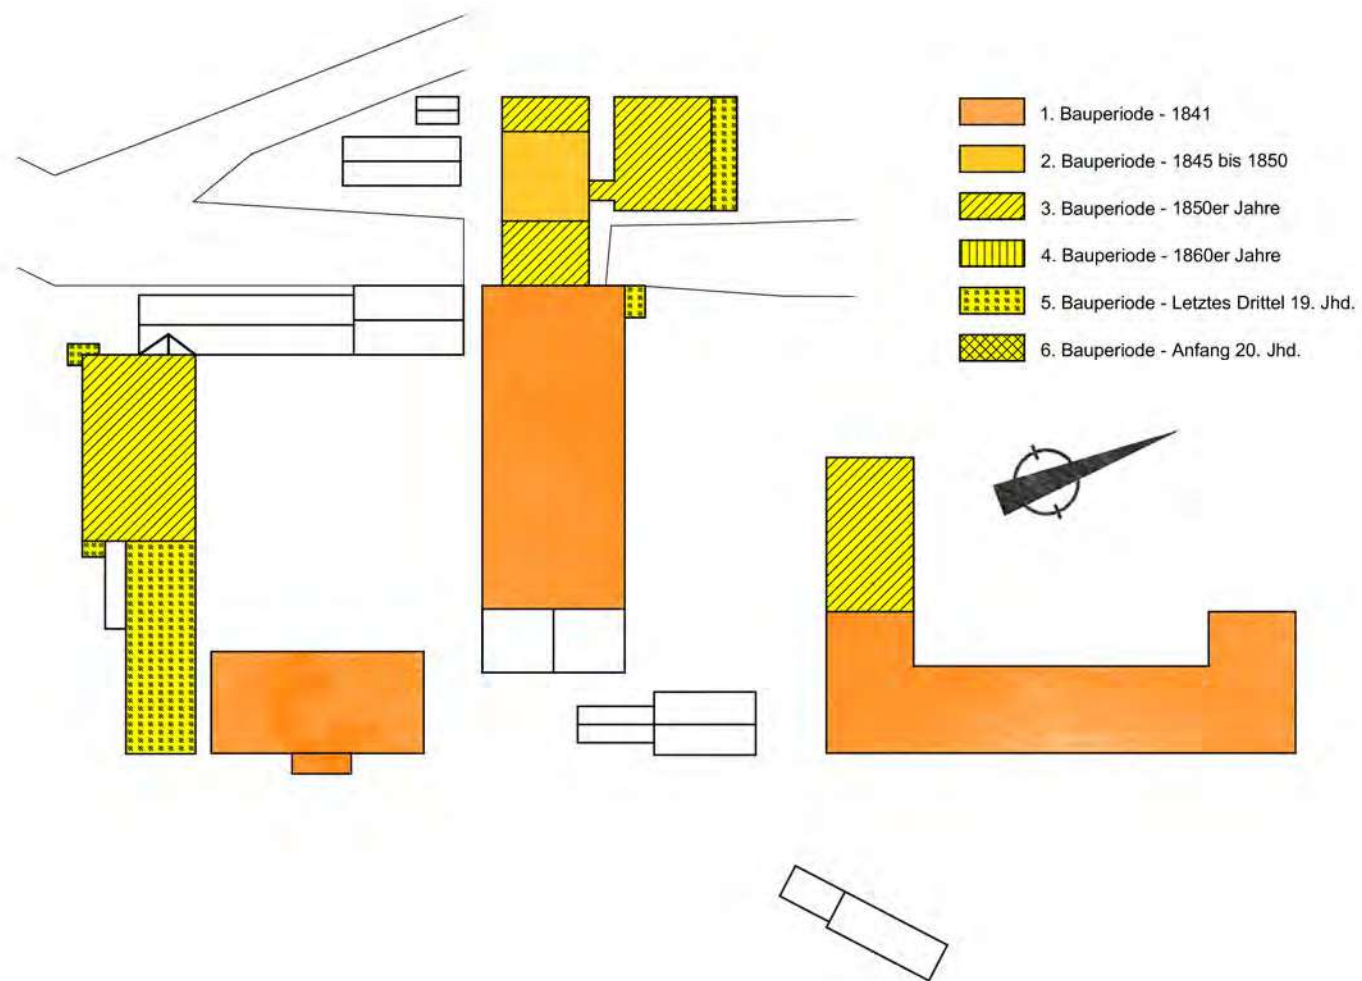 1. Bauperiode - 1841
2. Bauperiode - 1845 bis 1850
3. Bauperiode - 1850er Jahre
4. Bauperiode - 1860er Jahre
5. Bauperiode - Letztes Drittel 19. Jhd.
6. Bauperiode - Anfang 20. Jhd.